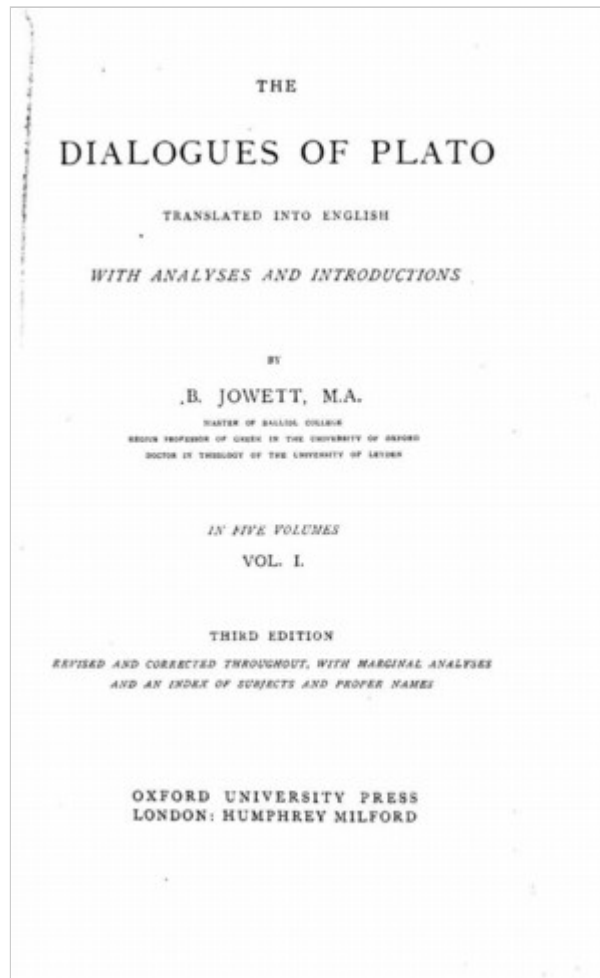 THE
DIALOGUES OF PLATO
TRANSLATED INTO ENGLISH
WITH ANALYSES AND INTRODUCTIONS
BY
B. JOWETT, M.A.
MASTER OF BALLIOL COLLEGE
REGIUS PROFESSOR OF GREEK IN THE UNIVERSITY OF OXFORD
DOCTOR IN THEOLOGY OF THE UNIVERSITY OF LEYDEN
IN FIVE VOLUMES
VOL. I.
THIRD EDITION
REVISED AND CORRECTED THROUGHOUT, WITH MARGINAL ANALYSES
AND AN INDEX OF SUBJECTS AND PROPER NAMES
OXFORD UNIVERSITY PRESS
LONDON: HUMPHREY MILFORD